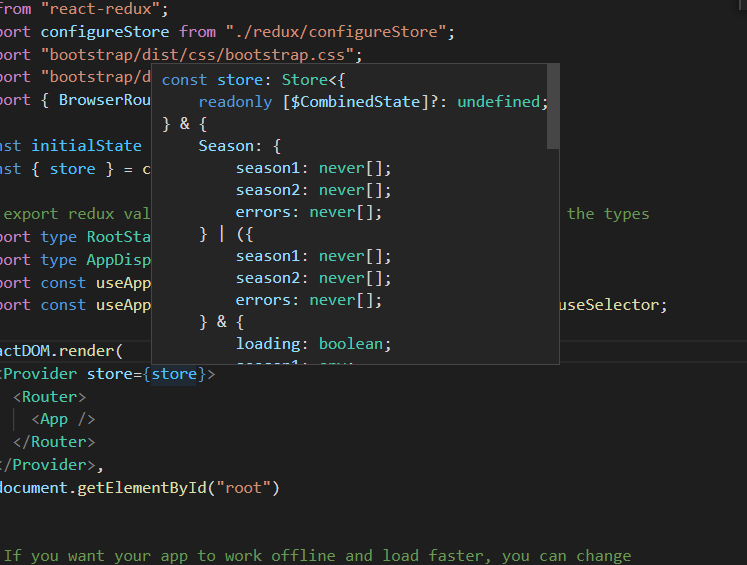 from "react-redux";
port configureStore from "./redux/configureStore";
port "bootstrap/dist/css/bootstrap.css";
port "bootstrap/d
port { BrowserRou
nst initialState
nst { store } = c
export redux val
the types
port type RootSta
port type AppDisp
port const useApp
port const useApp
useSelector;
const store: Store<{
readonly [$CombinedState]?: undefined;
} & {
Season: {
season1: never[];
season2: never[];
errors: never[];
} | ({
season1: never[];
season2: never[];
errors: never[];
} & {
loading: boolean;
actDOM.render(
<Provider store={store}>
<Router>
<App />
</Router>
</Provider>,
document.getElementById("root")
If you want your app to work offline and load faster, you can change